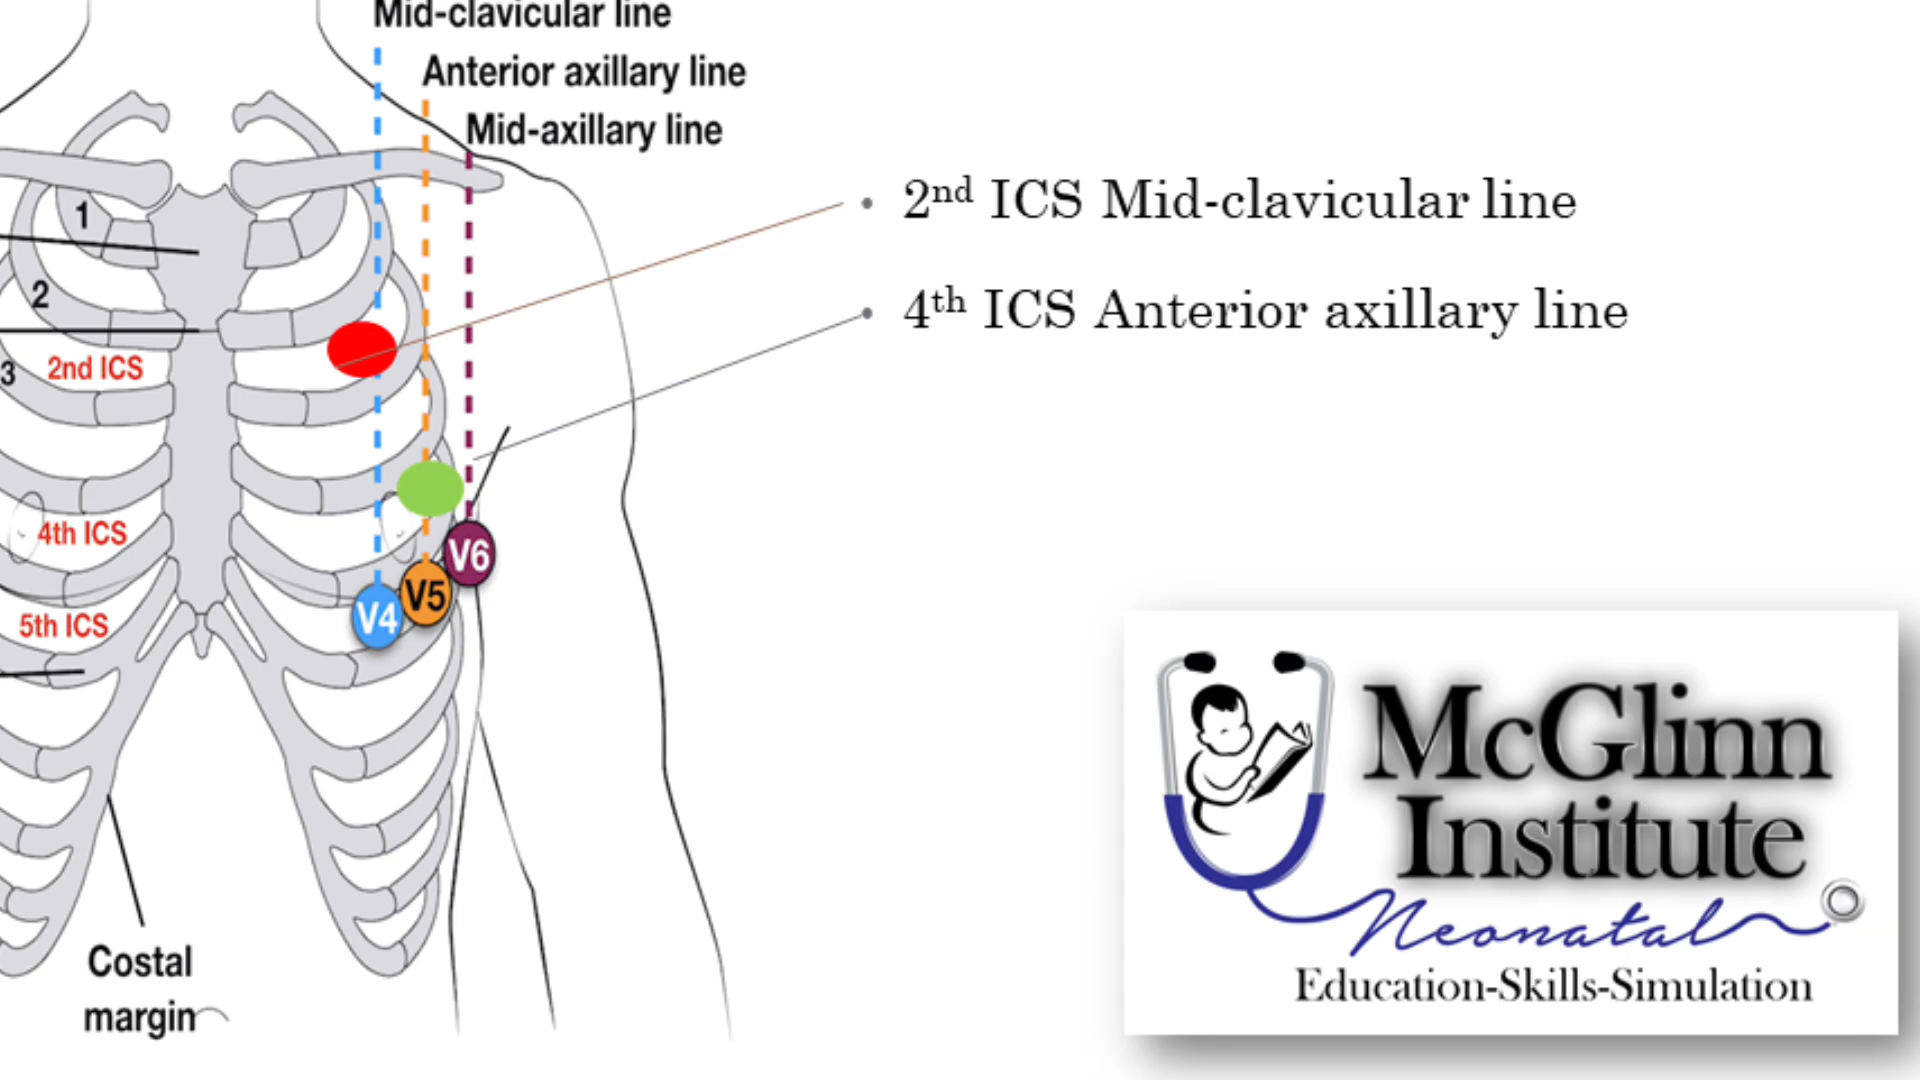 Mid-clavicular line
Anterior axillary line
Mid-axillary line
1
2
3
2nd ICS
4th ICS
5th ICS
V6
V5
V4
Costal
margin
2nd ICS Mid-clavicular line
4th ICS Anterior axillary line
McGlinn
Institute
Neonatal
Education-Skills-Simulation